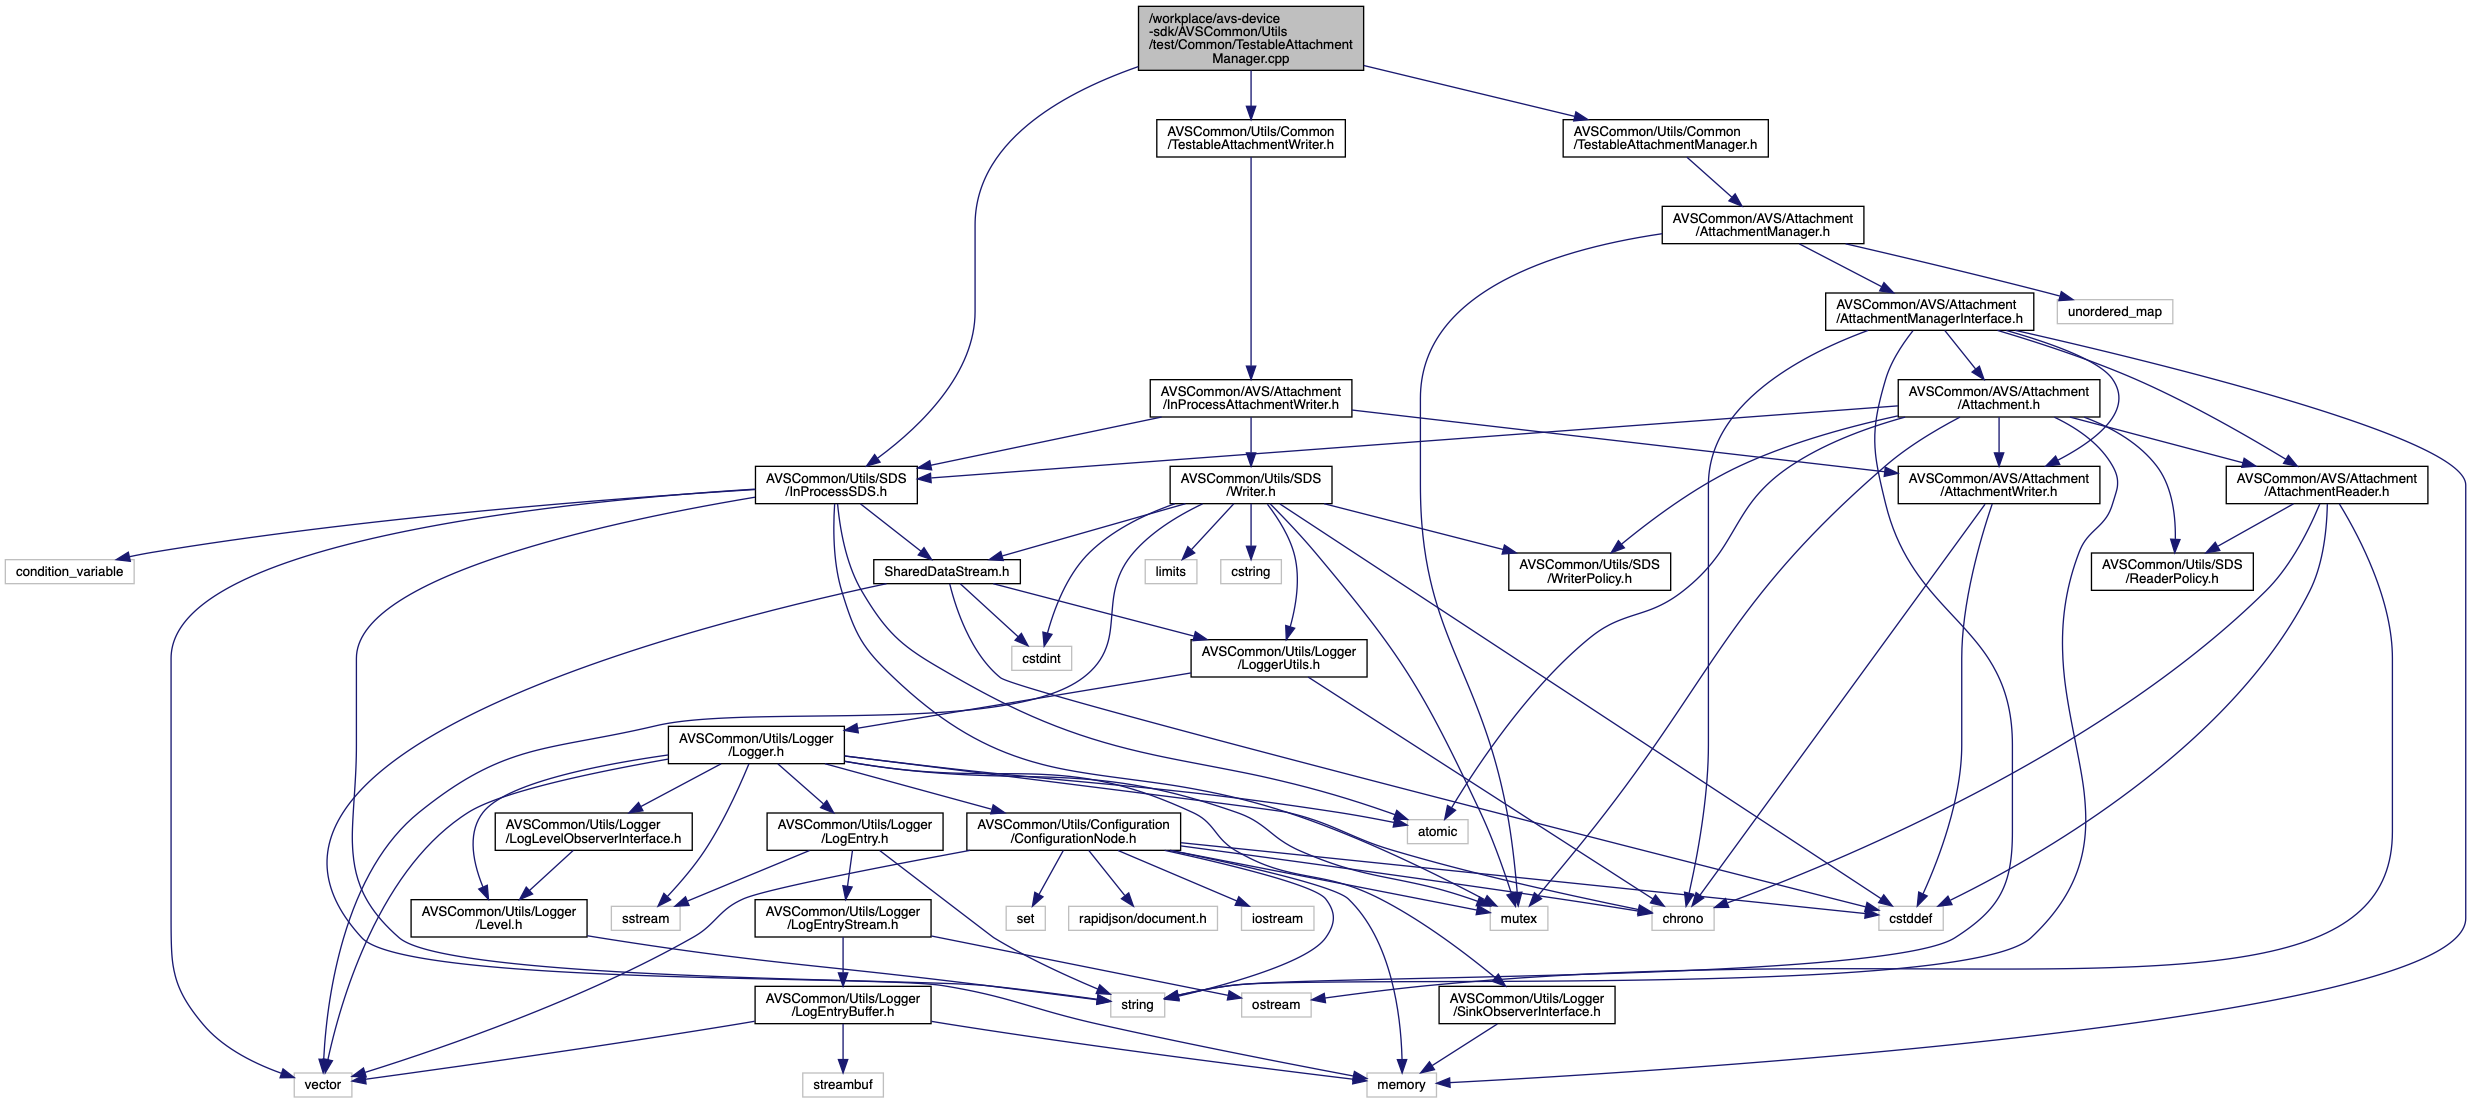 /workplace/avs-device
-sdk/AVSCommon/Utils
/test/Common/TestableAttachment
Manager.cpp
AVSCommon/Utils/Common
/TestableAttachmentWriter.h
AVSCommon/Utils/Common
/TestableAttachmentManager.h
AVSCommon/AVS/Attachment
/AttachmentManager.h
AVSCommon/AVS/Attachment
/AttachmentManagerInterface.h
unordered_map
AVSCommon/AVS/Attachment
/InProcessAttachmentWriter.h
AVSCommon/AVS/Attachment
/Attachment.h
AVSCommon/Utils/SDS
/InProcessSDS.h
AVSCommon/Utils/SDS
/Writer.h
AVSCommon/AVS/Attachment
/AttachmentWriter.h
AVSCommon/AVS/Attachment
/AttachmentReader.h
condition_variable
SharedDataStream.h
limits
cstring
AVSCommon/Utils/SDS
/WriterPolicy.h
AVSCommon/Utils/SDS
/ReaderPolicy.h
cstdint
AVSCommon/Utils/Logger
/LoggerUtils.h
AVSCommon/Utils/Logger
/Logger.h
AVSCommon/Utils/Logger
/LogLevelObserverInterface.h
AVSCommon/Utils/Logger
/LogEntry.h
AVSCommon/Utils/Configuration
/ConfigurationNode.h
atomic
AVSCommon/Utils/Logger
/Level.h
sstream
AVSCommon/Utils/Logger
/LogEntryStream.h
set
rapidjson/document.h
iostream
mutex
chrono
cstddef
AVSCommon/Utils/Logger
/LogEntryBuffer.h
string
ostream
AVSCommon/Utils/Logger
/SinkObserverInterface.h
vector
streambuf
memory